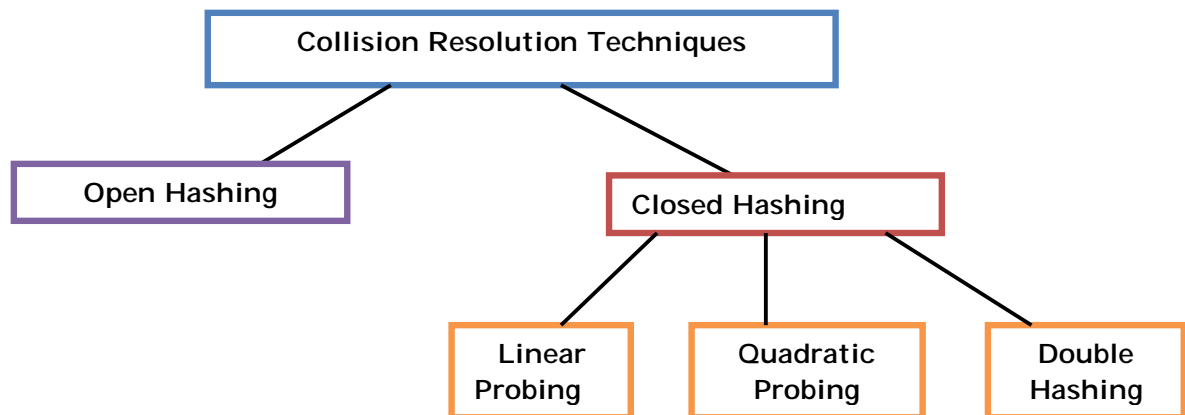 Collision Resolution Techniques
Open Hashing
Closed Hashing
Linear
Probing
Quadratic
Probing
Double
Hashing